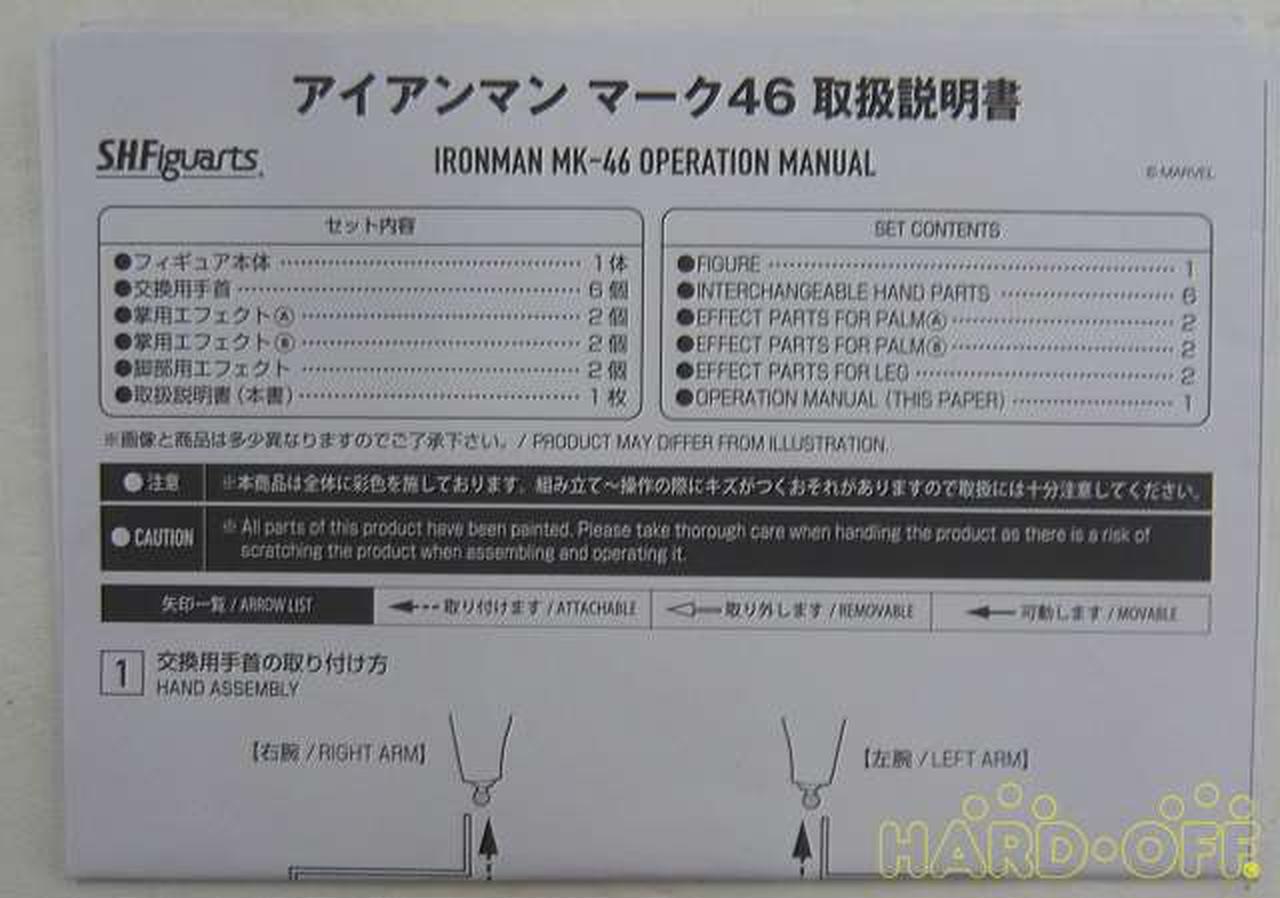 アイアンマン マーク46 取扱説明書
SHFiguarts
IRONMAN MK-46 OPERATION MANUAL
© MARVEL
セット内容
●フィギュア本体 1体
●交換用手首 6個
●掌用エフェクトⒶ 2個
●掌用エフェクトⒷ 2個
●脚部用エフェクト 2個
●取扱説明書（本書） 1枚
SET CONTENTS
●FIGURE 1
●INTERCHANGEABLE HAND PARTS 6
●EFFECT PARTS FOR PALMⒶ 2
●EFFECT PARTS FOR PALMⒷ 2
●EFFECT PARTS FOR LEG 2
●OPERATION MANUAL (THIS PAPER) 1
※画像と商品は多少異なりますのでご了承下さい。/ PRODUCT MAY DIFFER FROM ILLUSTRATION.
●注意 ※本商品は全体に彩色を施しております。組み立て～操作の際にキズがつくおそれがありますので取扱には十分注意してください。
●CAUTION ※ All parts of this product have been painted. Please take thorough care when handling the product as there is a risk of
scratching the product when assembling and operating it.
矢印一覧 / ARROW LIST 取り付けます / ATTACHABLE 取り外します / REMOVABLE 可動します / MOVABLE
1 交換用手首の取り付け方
HAND ASSEMBLY
【右腕 / RIGHT ARM】 【左腕 / LEFT ARM】
HARD・OFF